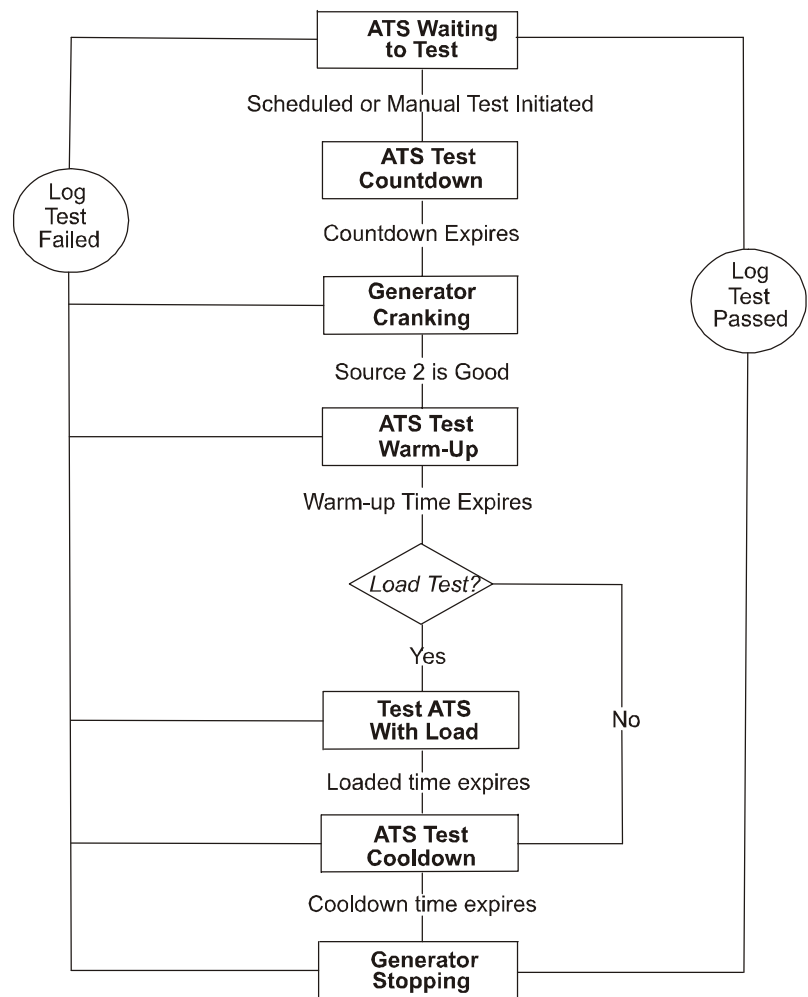 ATS Waiting
to Test
Scheduled or Manual Test Initiated
ATS Test
Countdown
Log
Test
Failed
Countdown Expires
Log
Test
Passed
Generator
Cranking
Source 2 is Good
ATS Test
Warm-Up
Warm-up Time Expires
Load Test?
Yes
Test ATS
With Load
No
Loaded time expires
ATS Test
Cooldown
Cooldown time expires
Generator
Stopping